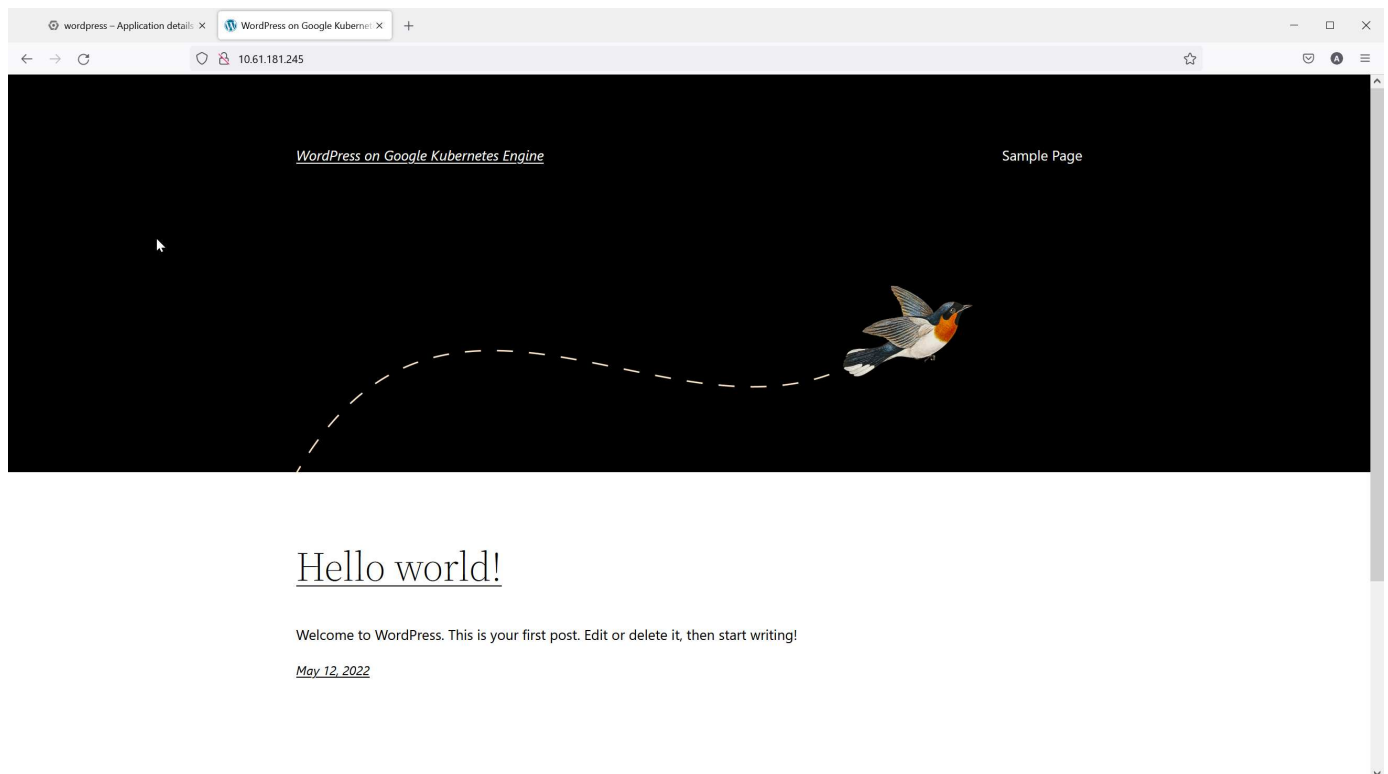 wordpress – Application details
WordPress on Google Kubernet
10.61.181.245
A
WordPress on Google Kubernetes Engine
Sample Page
Hello world!
Welcome to WordPress. This is your first post. Edit or delete it, then start writing!
May 12, 2022